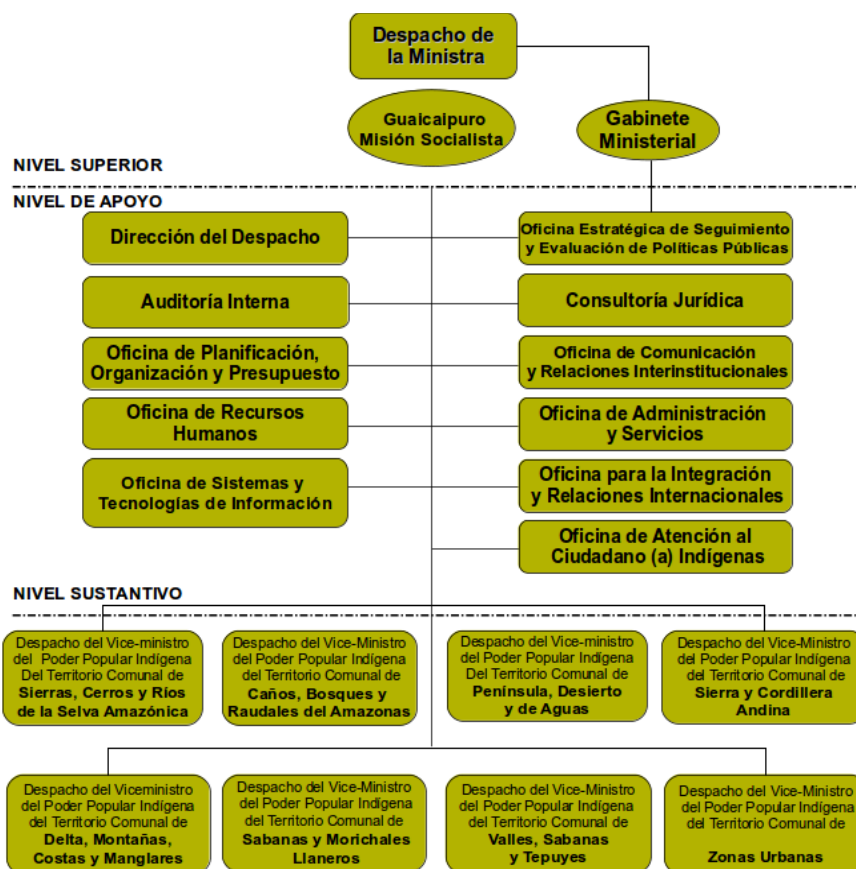 Despacho de
la Ministra
Guaicaipuro
Misión Socialista
Gabinete
Ministerial
NIVEL SUPERIOR
NIVEL DE APOYO
Dirección del Despacho
Oficina Estratégica de Seguimiento
y Evaluación de Políticas Públicas
Auditoría Interna
Consultoría Jurídica
Oficina de Planificación,
Organización y Presupuesto
Oficina de Comunicación
y Relaciones Interinstitucionales
Oficina de Recursos
Humanos
Oficina de Administración
y Servicios
Oficina de Sistemas y
Tecnologías de Información
Oficina para la Integración
y Relaciones Internacionales
Oficina de Atención al
Ciudadano (a) Indígenas
NIVEL SUSTANTIVO
Despacho del Vice-ministro
del Poder Popular Indígena
Del Territorio Comunal de
Sierras, Cerros y Ríos
de la Selva Amazónica
Despacho del Vice-Ministro
del Poder Popular Indígena
del Territorio Comunal de
Caños, Bosques y
Raudales del Amazonas
Despacho del Vice-ministro
del Poder Popular Indígena
Del Territorio Comunal de
Península, Desierto
y de Aguas
Despacho del Vice-Ministro
del Poder Popular Indígena
del Territorio Comunal de
Sierra y Cordillera
Andina
Despacho del Viceministro
del Poder Popular Indígena
del Territorio Comunal de
Delta, Montañas,
Costas y Manglares
Despacho del Vice-Ministro
del Poder Popular Indígena
del Territorio Comunal de
Sabanas y Morichales
Llaneros
Despacho del Vice-Ministro
del Poder Popular Indígena
del Territorio Comunal de
Valles, Sabanas
y Tepuyes
Despacho del Vice-Ministro
del Poder Popular Indígena
del Territorio Comunal de
Zonas Urbanas